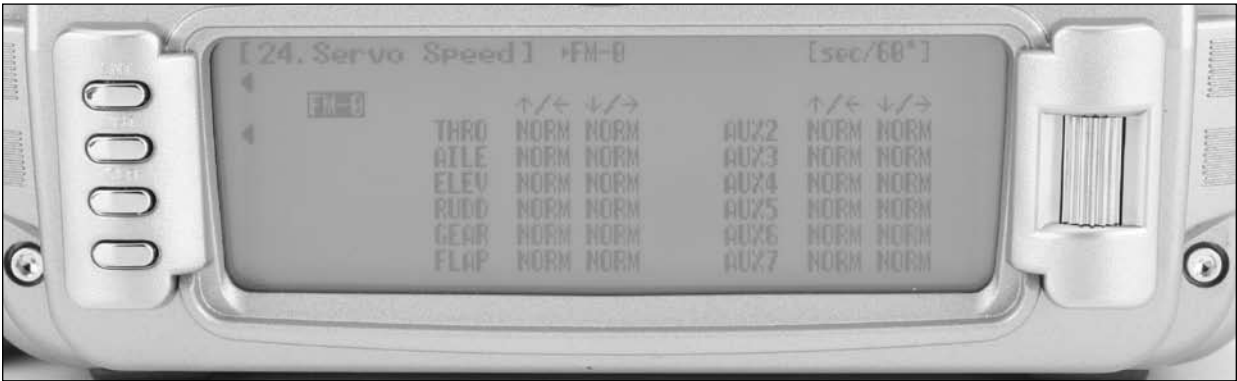 [24.Servo Speed] ▸FM-0 [sec/60°]
FM-0 ↑/← ↓/→ ↑/← ↓/→
THRO NORM NORM AUX2 NORM NORM
AILE NORM NORM AUX3 NORM NORM
ELEV NORM NORM AUX4 NORM NORM
RUDD NORM NORM AUX5 NORM NORM
GEAR NORM NORM AUX6 NORM NORM
FLAP NORM NORM AUX7 NORM NORM